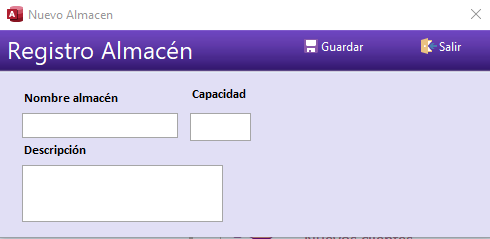 Nuevo Almacen
Registro Almacén
Guardar
Salir
Nombre almacén
Capacidad
Descripción